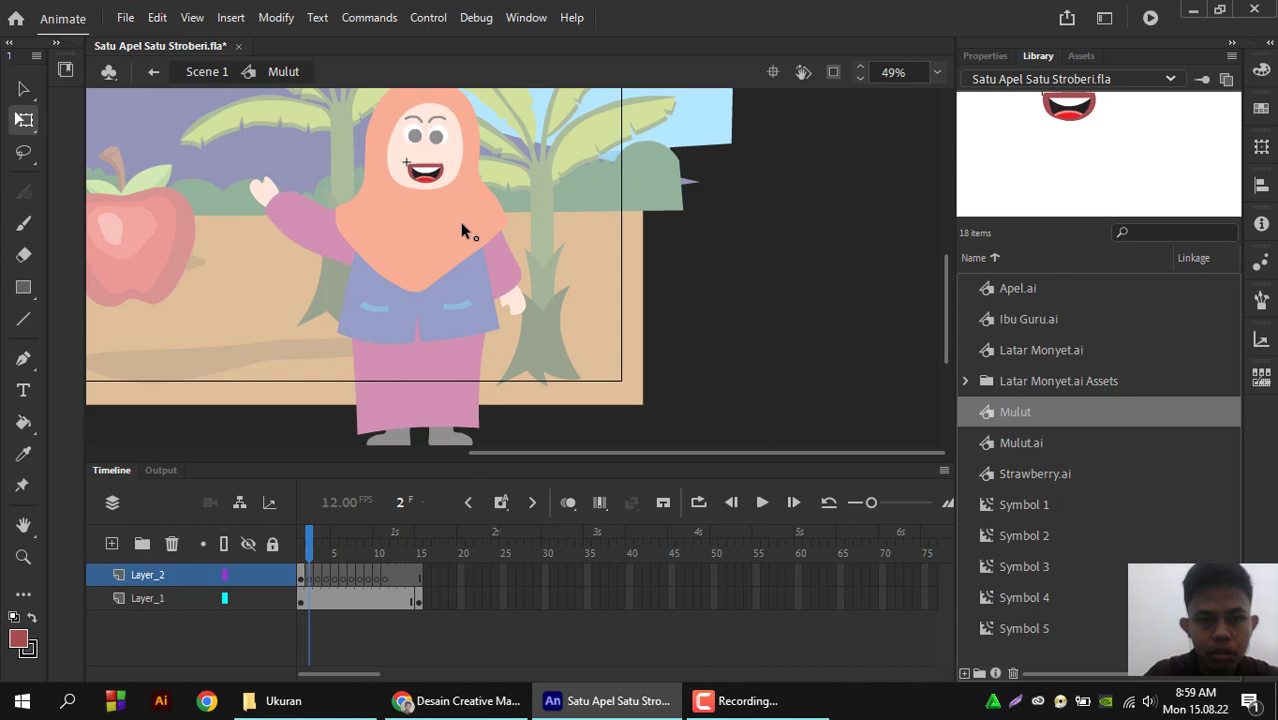 Animate File Edit View Insert Modify Text Commands Control Debug Window Help
Satu Apel Satu Stroberi.fla* ×
Scene 1 Mulut 49%
Properties Library Assets
Satu Apel Satu Stroberi.fla
18 items
Name Linkage
Apel.ai
Ibu Guru.ai
Latar Monyet.ai
Latar Monyet.ai Assets
Mulut
Mulut.ai
Strawberry.ai
Symbol 1
Symbol 2
Symbol 3
Symbol 4
Symbol 5
Timeline Output
12.00 FPS 2 F
1s 2s 3s 4s 5s 6s
5 10 15 20 25 30 35 40 45 50 55 60 65 70 75
Layer_2
Layer_1
Ukuran
Desain Creative Ma...
Satu Apel Satu Stro...
Recording...
8:59 AM
Mon 15.08.22
1